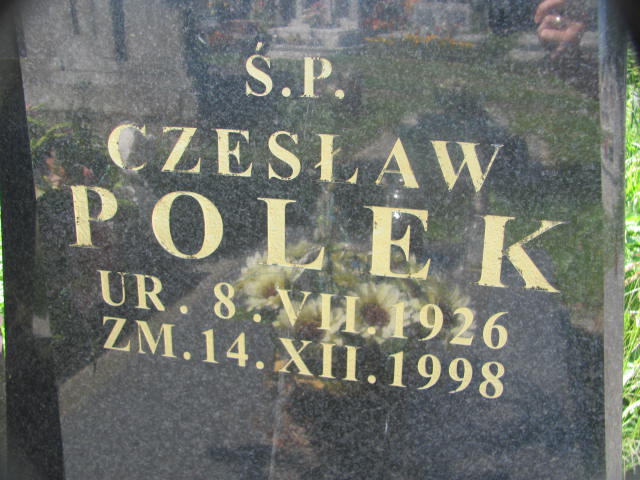 Ś.P.
CZESŁAW
POLEK
UR. 8. VII. 1926
ZM. 14. XII. 1998